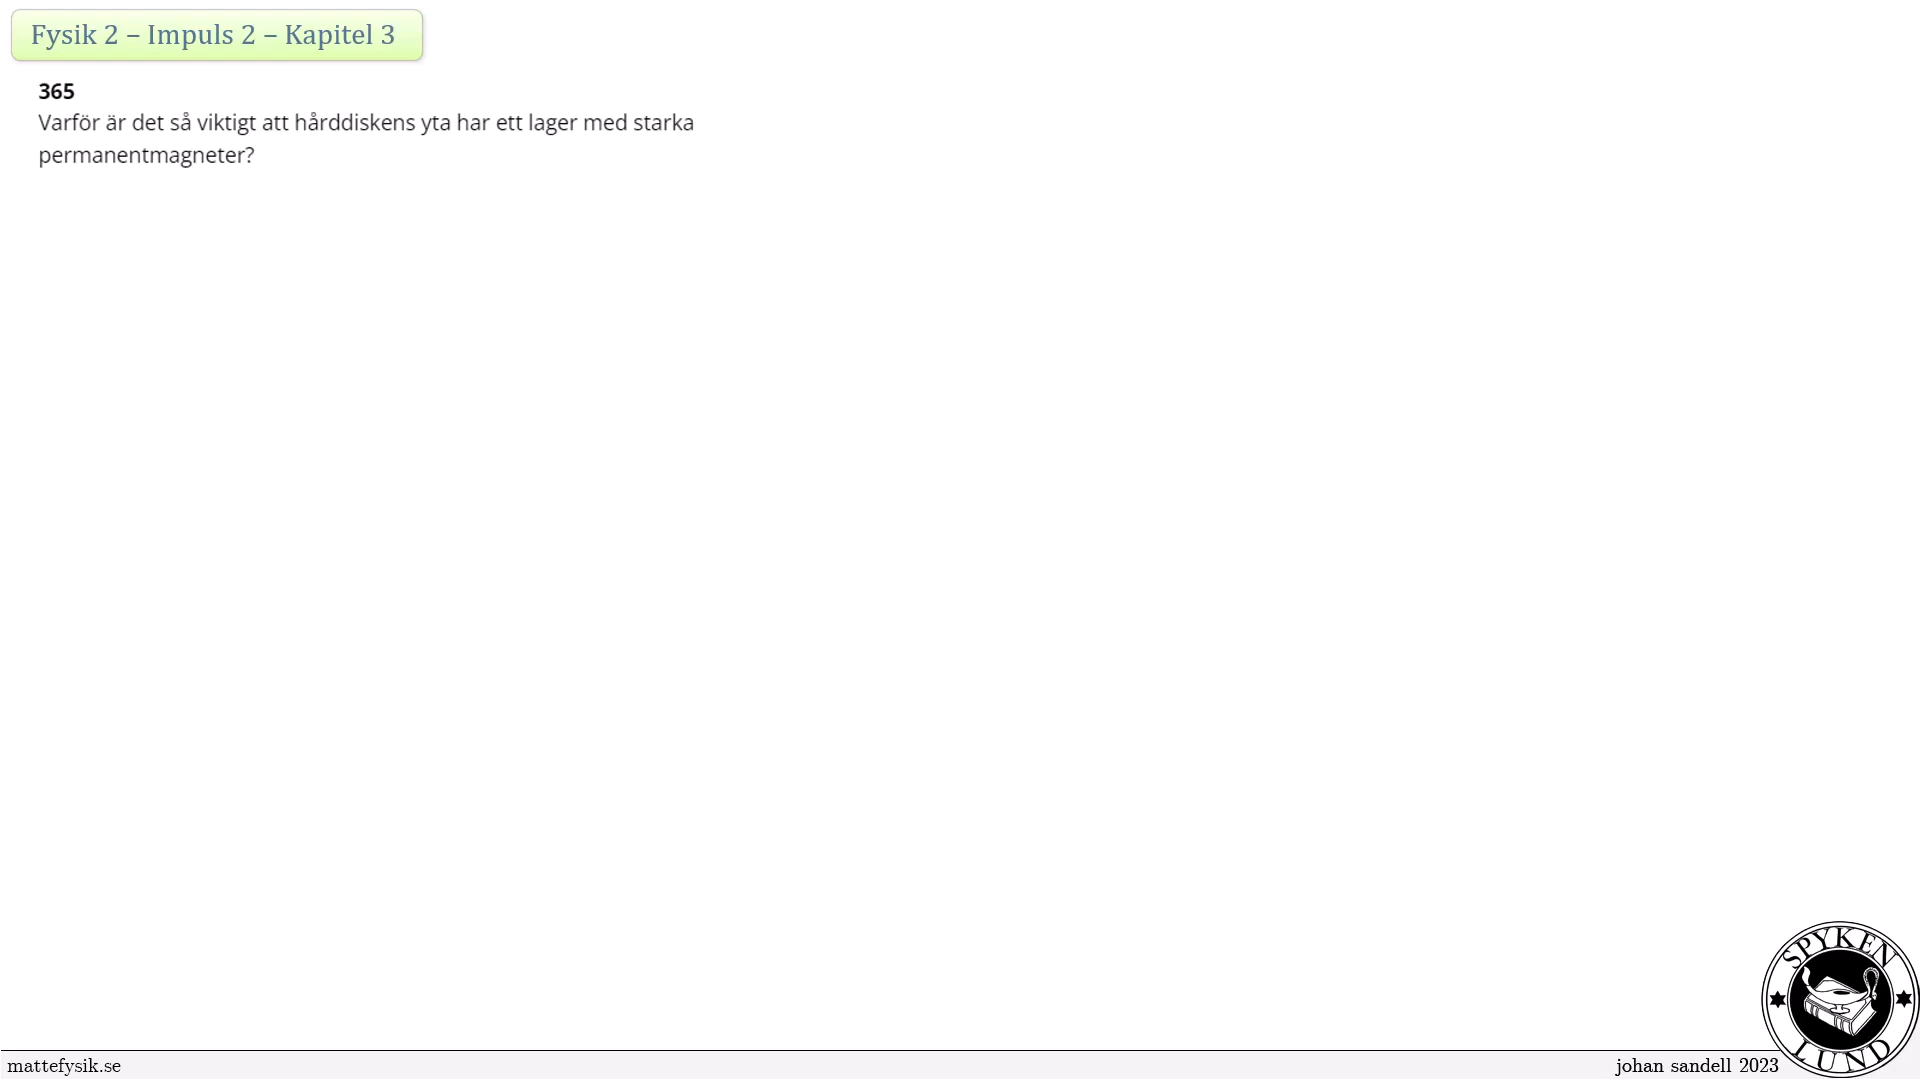 Fysik 2 – Impuls 2 – Kapitel 3
365
Varför är det så viktigt att hårddiskens yta har ett lager med starka
permanentmagneter?
SPYKEN
LUND
mattefysik.se
johan sandell 2023